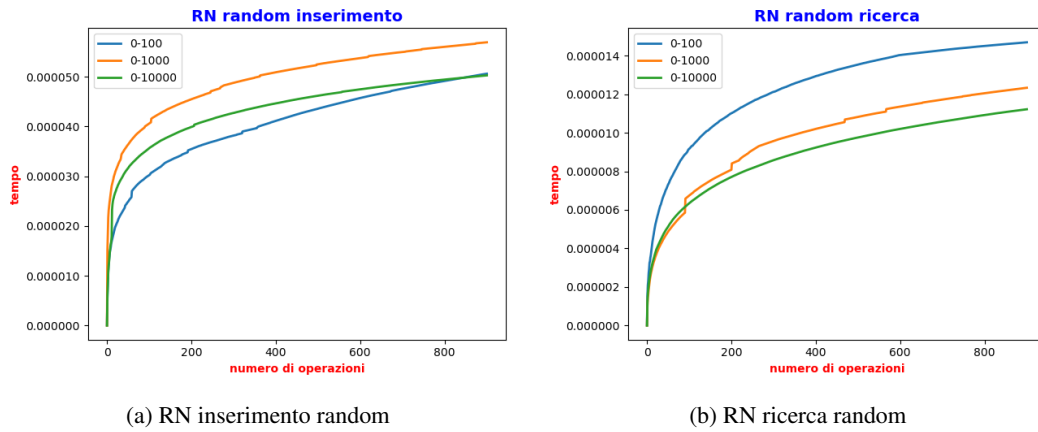 RN random inserimento
0-100
0-1000
0-10000
0.000050
0.000040
0.000030
0.000020
0.000010
0.000000
tempo
0 200 400 600 800
numero di operazioni
(a) RN inserimento random
RN random ricerca
0-100
0-1000
0-10000
0.000014
0.000012
0.000010
0.000008
0.000006
0.000004
0.000002
0.000000
tempo
0 200 400 600 800
numero di operazioni
(b) RN ricerca random